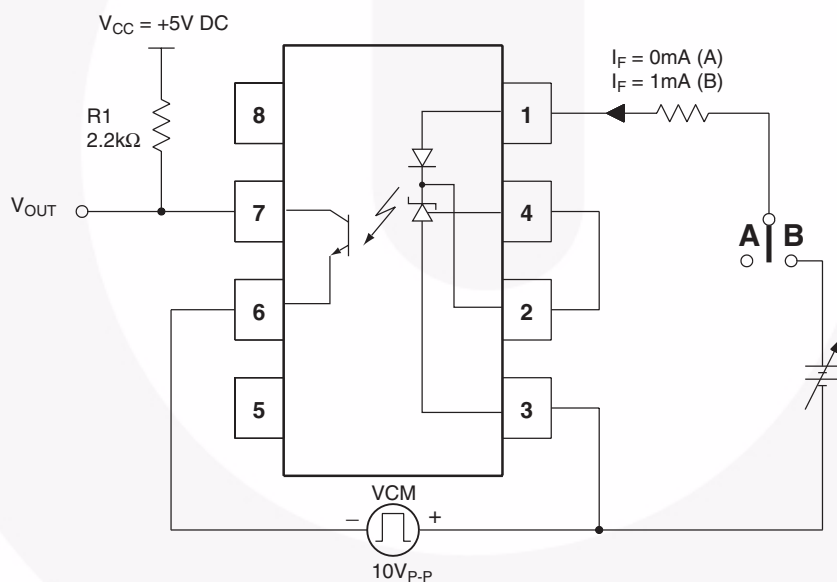 V_CC = +5V DC
R1
2.2kΩ
V_OUT
8
7
6
5
1
4
2
3
I_F = 0mA (A)
I_F = 1mA (B)
A B
VCM
– +
10V_P-P